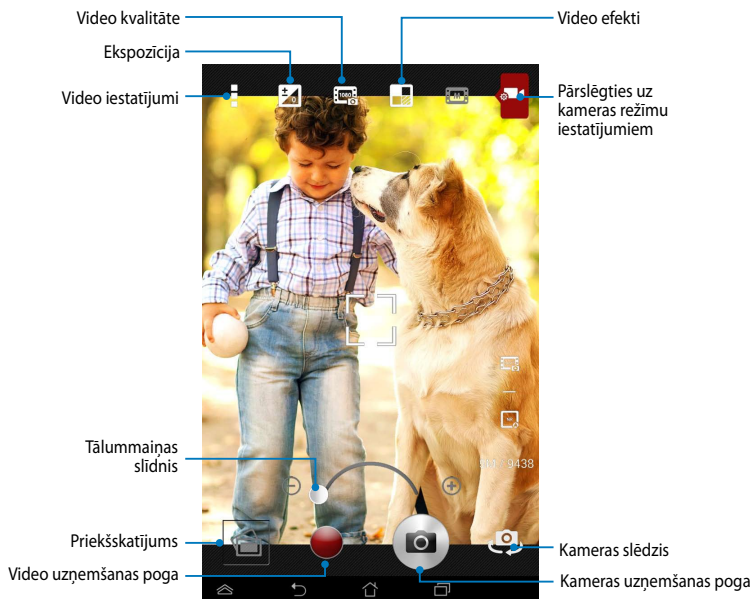 Video kvalitāte
Video efekti
Ekspozīcija
Video iestatījumi
1080
Pārslēgties uz
kameras režīmu
iestatījumiem
Tālummaiņas
slīdnis
Priekšskatījums
Video uzņemšanas poga
Kameras slēdzis
Kameras uzņemšanas poga